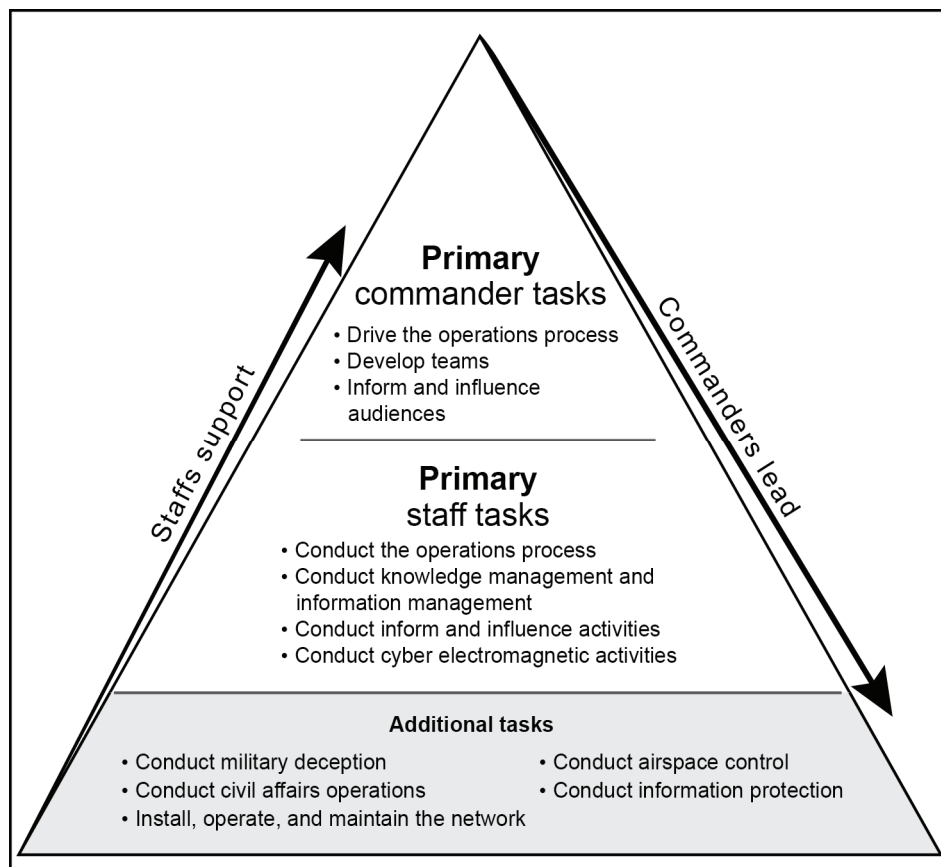 Primary
commander tasks
• Drive the operations process
• Develop teams
• Inform and influence
audiences
Staffs support
Commanders lead
Primary
staff tasks
• Conduct the operations process
• Conduct knowledge management and
information management
• Conduct inform and influence activities
• Conduct cyber electromagnetic activities
Additional tasks
• Conduct military deception
• Conduct civil affairs operations
• Install, operate, and maintain the network
• Conduct airspace control
• Conduct information protection